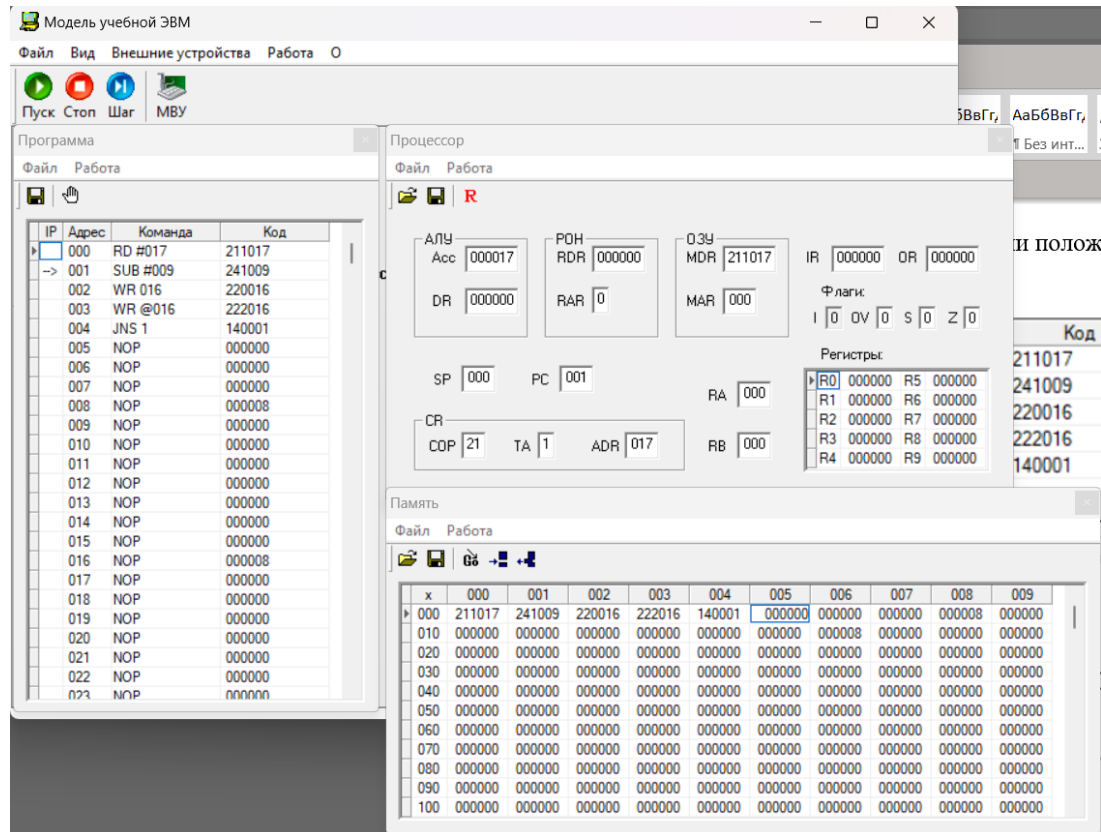 Модель учебной ЭВМ
Файл Вид Внешние устройства Работа О
Пуск Стоп Шаг МВУ
АаБбВвГг,
¶ Без инт...
Программа
Файл Работа
IP Адрес Команда Код
000 RD #017 211017
--> 001 SUB #009 241009
002 WR 016 220016
003 WR @016 222016
004 JNS 1 140001
005 NOP 000000
006 NOP 000000
007 NOP 000000
008 NOP 000008
009 NOP 000000
010 NOP 000000
011 NOP 000000
012 NOP 000000
013 NOP 000000
014 NOP 000000
015 NOP 000000
016 NOP 000008
017 NOP 000000
018 NOP 000000
019 NOP 000000
020 NOP 000000
021 NOP 000000
022 NOP 000000
023 NOP 000000
Процессор
Файл Работа
R
АЛУ РОН ОЗУ
Acc 000017 RDR 000000 MDR 211017 IR 000000 OR 000000
DR 000000 RAR 0 MAR 000
Флаги:
I 0 OV 0 S 0 Z 0
Регистры:
SP 000 PC 001 RA 000
R0 000000 R5 000000
R1 000000 R6 000000
R2 000000 R7 000000
R3 000000 R8 000000
R4 000000 R9 000000
CR
COP 21 TA 1 ADR 017 RB 000
и полож
Код
211017
241009
220016
222016
140001
Память
Файл Работа
Go
x 000 001 002 003 004 005 006 007 008 009
000 211017 241009 220016 222016 140001 000000 000000 000000 000008 000000
010 000000 000000 000000 000000 000000 000000 000008 000000 000000 000000
020 000000 000000 000000 000000 000000 000000 000000 000000 000000 000000
030 000000 000000 000000 000000 000000 000000 000000 000000 000000 000000
040 000000 000000 000000 000000 000000 000000 000000 000000 000000 000000
050 000000 000000 000000 000000 000000 000000 000000 000000 000000 000000
060 000000 000000 000000 000000 000000 000000 000000 000000 000000 000000
070 000000 000000 000000 000000 000000 000000 000000 000000 000000 000000
080 000000 000000 000000 000000 000000 000000 000000 000000 000000 000000
090 000000 000000 000000 000000 000000 000000 000000 000000 000000 000000
100 000000 000000 000000 000000 000000 000000 000000 000000 000000 000000